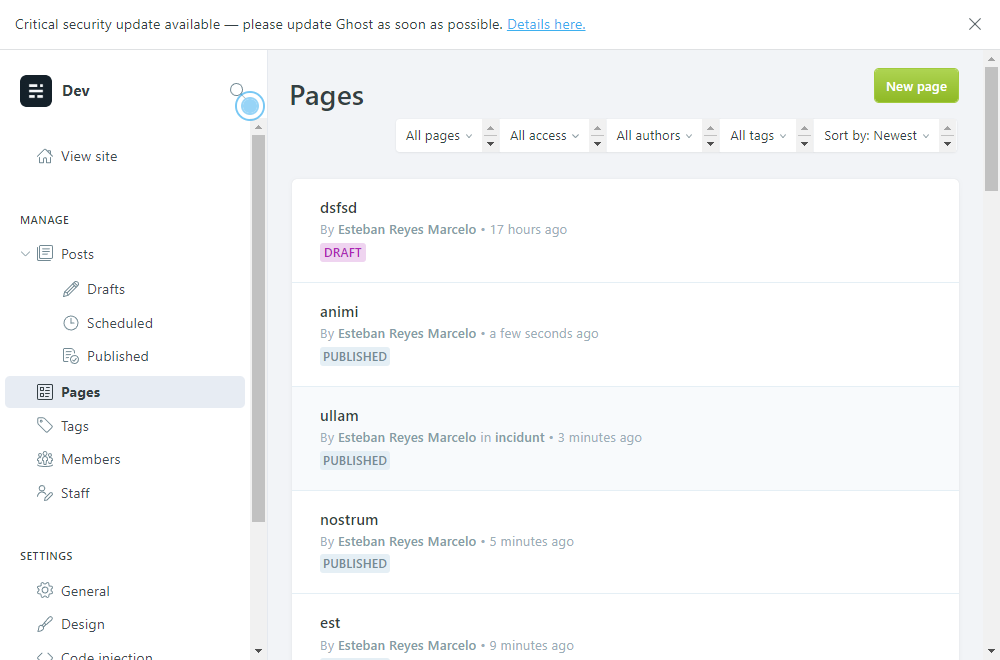 Critical security update available — please update Ghost as soon as possible. Details here.
Dev
View site
MANAGE
Posts
Drafts
Scheduled
Published
Pages
Tags
Members
Staff
SETTINGS
General
Design
Code injection
Pages
New page
All pages
All access
All authors
All tags
Sort by: Newest
dsfsd
By Esteban Reyes Marcelo • 17 hours ago
DRAFT
animi
By Esteban Reyes Marcelo • a few seconds ago
PUBLISHED
ullam
By Esteban Reyes Marcelo in incidunt • 3 minutes ago
PUBLISHED
nostrum
By Esteban Reyes Marcelo • 5 minutes ago
PUBLISHED
est
By Esteban Reyes Marcelo • 9 minutes ago